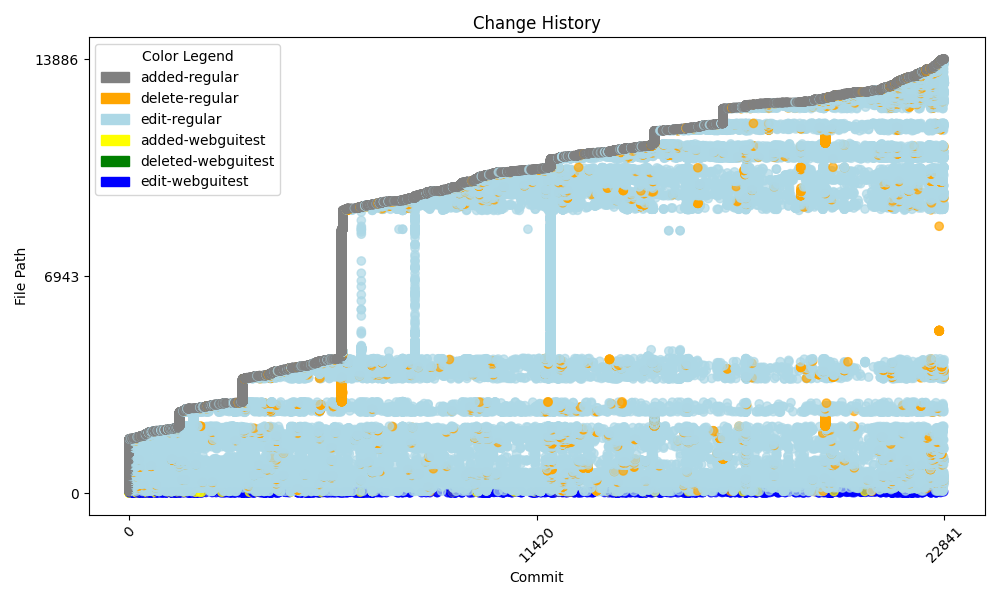 Change History
Color Legend
added-regular
delete-regular
edit-regular
added-webguitest
deleted-webguitest
edit-webguitest
13886
6943
0
File Path
0
11420
22841
Commit